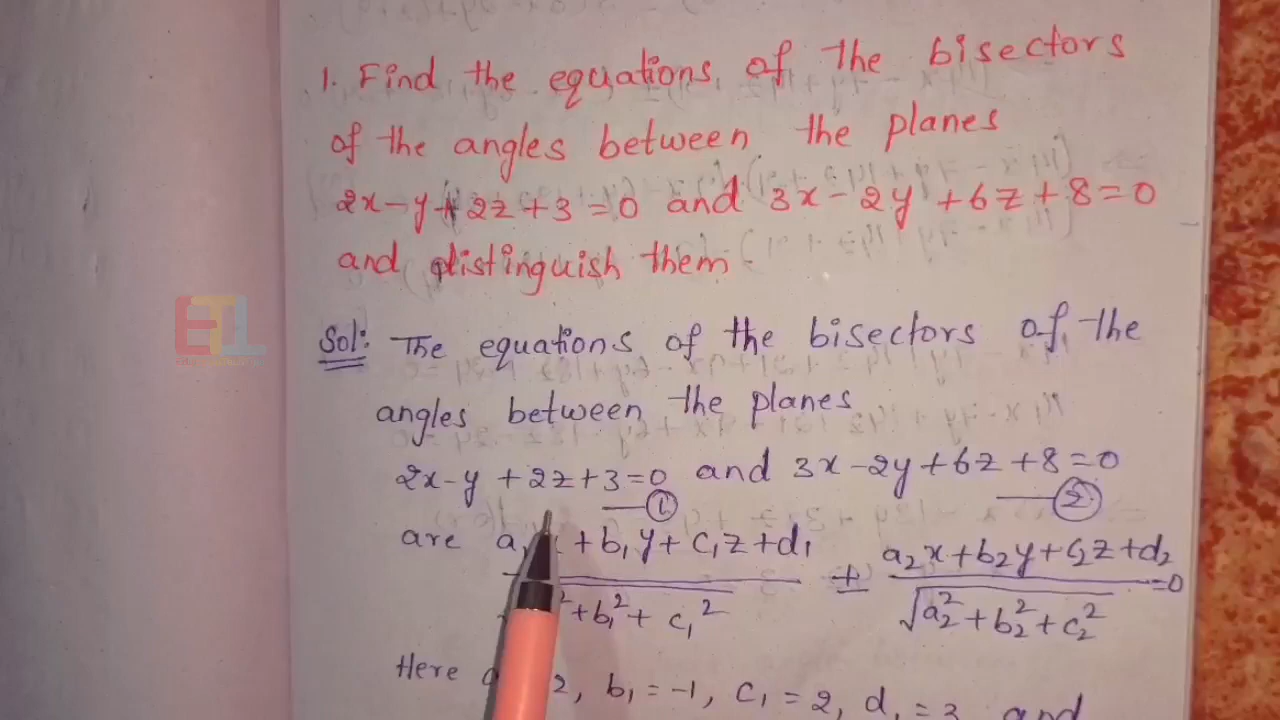 1. Find the equations of the bisectors
of the angles between the planes
2x-y+2z+3=0 and 3x-2y+6z+8=0
and distinguish them
Sol: The equations of the bisectors of the
angles between the planes
2x-y+2z+3=0 and 3x-2y+6z+8=0
① ②
are +b₁y+c₁z+d₁ ± a₂x+b₂y+c₂z+d₂ =0
+b₁²+c₁² √a₂²+b₂²+c₂²
Here 2, b₁=-1, c₁=2, d₁=3 and
ETL